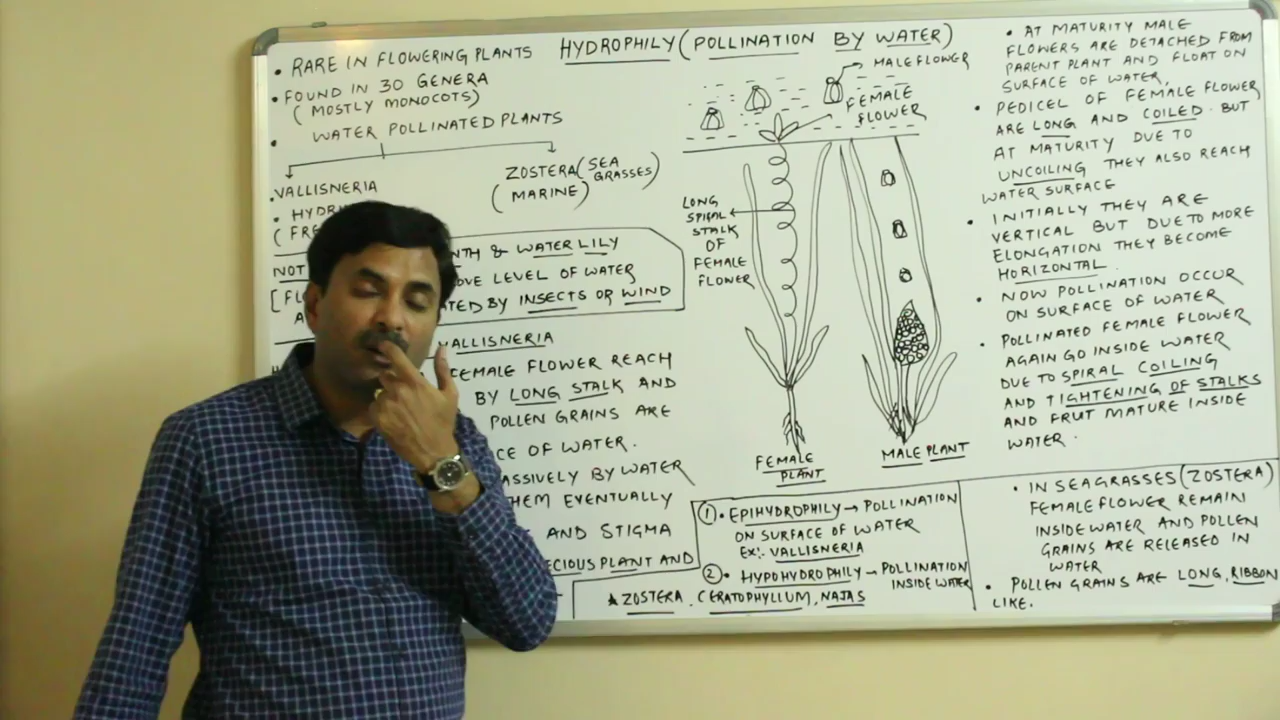 HYDROPHILY (POLLINATION BY WATER)
• RARE IN FLOWERING PLANTS
• FOUND IN 30 GENERA
(MOSTLY MONOCOTS)
• WATER POLLINATED PLANTS
• VALLISNERIA
• HYDR
(FRE
ZOSTERA (SEA GRASSES)
(MARINE)
NOT
NTH & WATER LILY
OVE LEVEL OF WATER
[FL
TED BY INSECTS OR WIND
A
VALLISNERIA
FEMALE FLOWER REACH
BY LONG STALK AND
POLLEN GRAINS ARE
CE OF WATER.
ASSIVELY BY WATER
HEM EVENTUALLY
AND STIGMA
ECIOUS PLANT AND
MALE FLOWER
FEMALE
FLOWER
LONG
SPIRAL
STALK
OF
FEMALE
FLOWER
FEMALE
PLANT
MALE PLANT
① • EPIHYDROPHILY → POLLINATION
ON SURFACE OF WATER
EX:- VALLISNERIA
② • HYPOHYDROPHILY → POLLINATION
INSIDE WATER
ZOSTERA, CERATOPHYLLUM, NAJAS
• AT MATURITY MALE
FLOWERS ARE DETACHED FROM
PARENT PLANT AND FLOAT ON
SURFACE OF WATER.
• PEDICEL OF FEMALE FLOWER
ARE LONG AND COILED. BUT
AT MATURITY DUE TO
UNCOILING THEY ALSO REACH
WATER SURFACE
• INITIALLY THEY ARE
VERTICAL BUT DUE TO MORE
ELONGATION THEY BECOME
HORIZONTAL.
• NOW POLLINATION OCCUR
ON SURFACE OF WATER
• POLLINATED FEMALE FLOWER
AGAIN GO INSIDE WATER
DUE TO SPIRAL COILING
AND TIGHTENING OF STALKS
AND FRUIT MATURE INSIDE
WATER.
• IN SEAGRASSES (ZOSTERA)
FEMALE FLOWER REMAIN
INSIDE WATER AND POLLEN
GRAINS ARE RELEASED IN
WATER
• POLLEN GRAINS ARE LONG, RIBBON
LIKE.